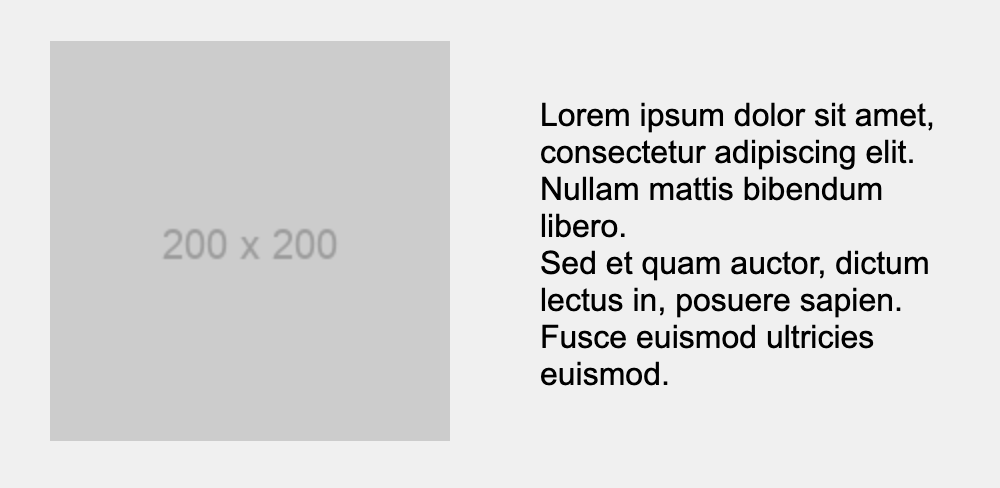 200 x 200
Lorem ipsum dolor sit amet,
consectetur adipiscing elit.
Nullam mattis bibendum
libero.
Sed et quam auctor, dictum
lectus in, posuere sapien.
Fusce euismod ultricies
euismod.